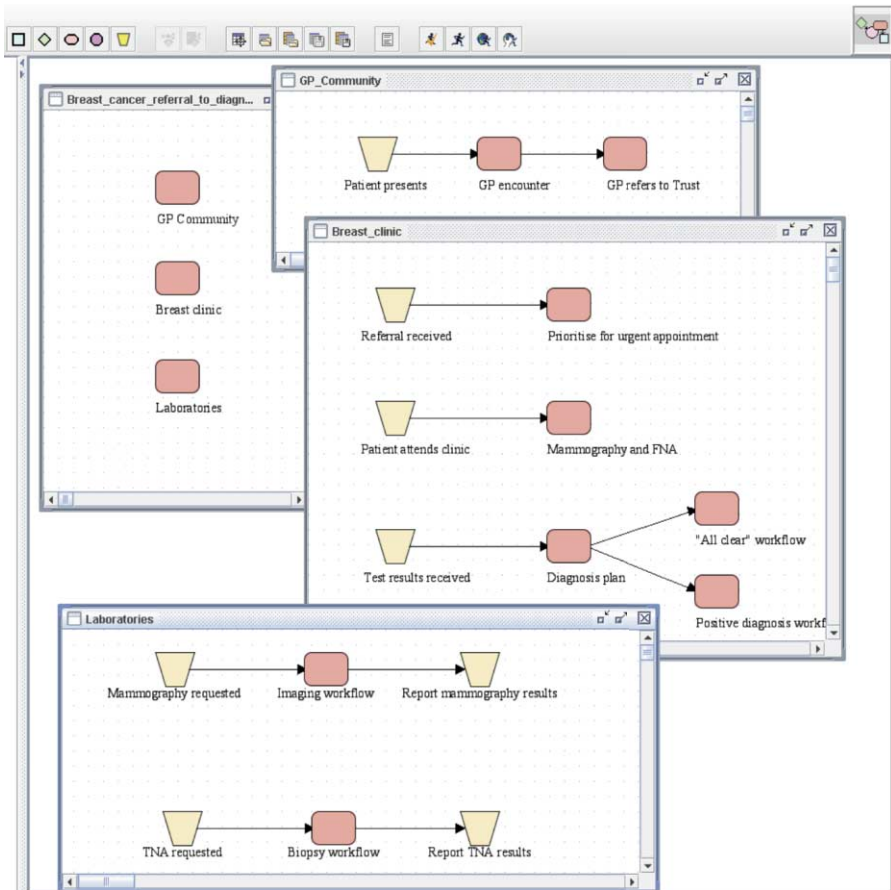 Breast_cancer_referral_to_diagn...
GP Community
Breast clinic
Laboratories
GP_Community
Patient presents
GP encounter
GP refers to Trust
Breast_clinic
Referral received
Prioritise for urgent appointment
Patient attends clinic
Mammography and FNA
Test results received
Diagnosis plan
"All clear" workflow
Positive diagnosis workf
Laboratories
Mammography requested
Imaging workflow
Report mammography results
TNA requested
Biopsy workflow
Report TNA results